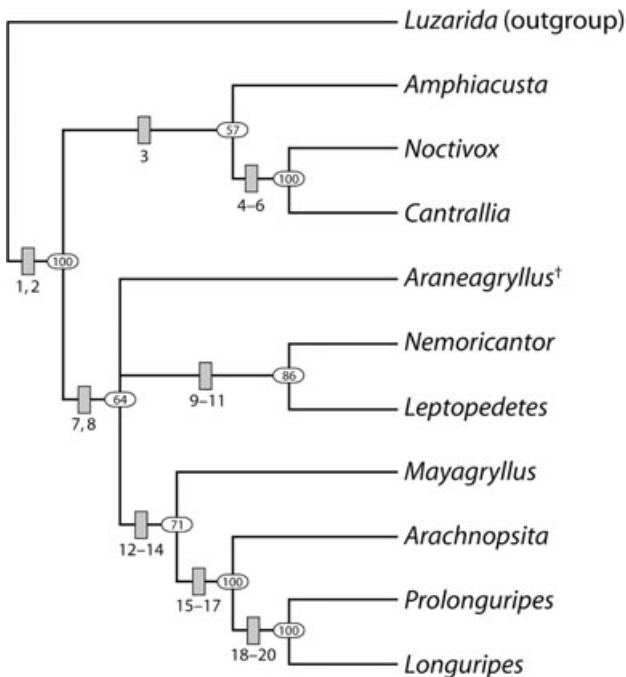 Luzarida (outgroup)
Amphiacusta
57
3
Noctivox
100
4–6
Cantrallia
100
1, 2
Araneagryllus†
Nemoricantor
86
9–11
64
7, 8
Leptopedetes
Mayagryllus
71
12–14
Arachnopsita
100
15–17
Prolonguripes
100
18–20
Longuripes